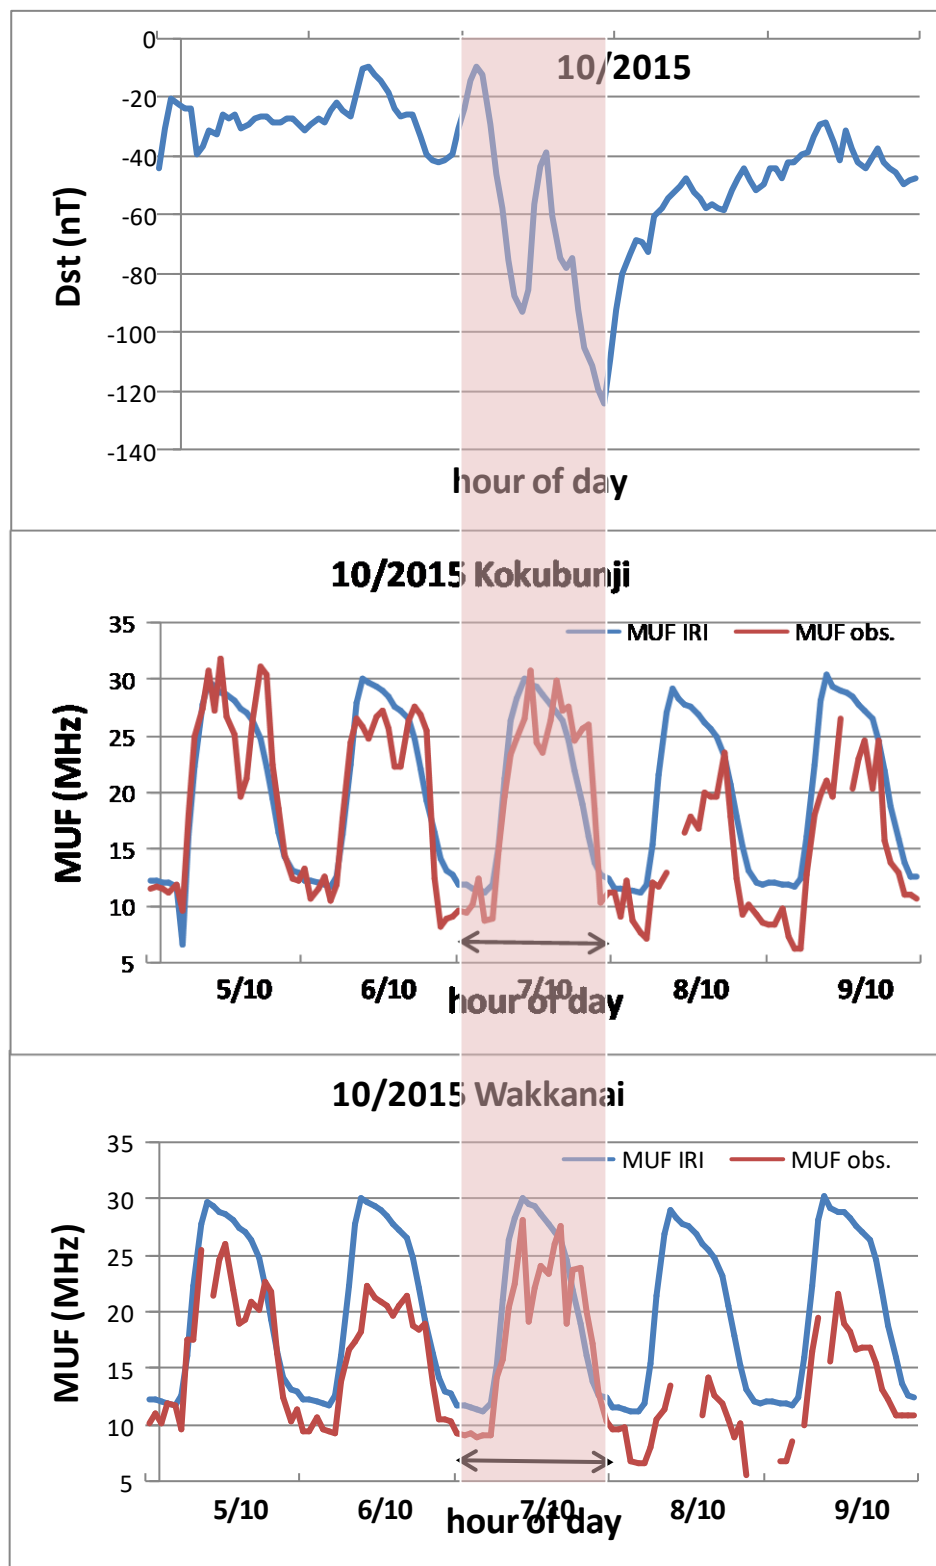 10/2015
0
-20
-40
-60
-80
-100
-120
-140
Dst (nT)
hour of day
10/2015 Kokubunji
MUF IRI MUF obs.
35
30
25
20
15
10
5
MUF (MHz)
5/10 6/10 7/10 8/10 9/10
hour of day
10/2015 Wakkanai
MUF IRI MUF obs.
35
30
25
20
15
10
5
MUF (MHz)
5/10 6/10 7/10 8/10 9/10
hour of day